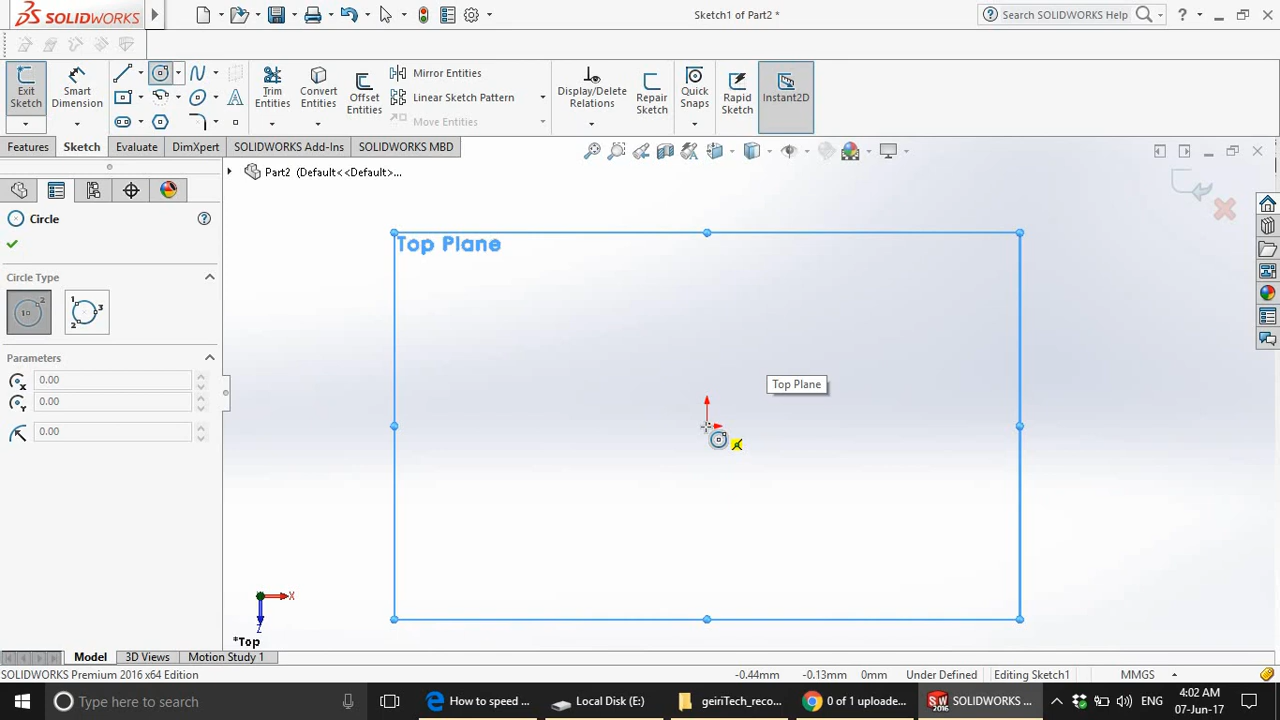 SOLIDWORKS
Sketch1 of Part2 *
Search SOLIDWORKS Help
?
Exit Sketch
Smart Dimension
Trim Entities
Convert Entities
Offset Entities
Mirror Entities
Linear Sketch Pattern
Move Entities
Display/Delete Relations
Repair Sketch
Quick Snaps
Rapid Sketch
Instant2D
Features
Sketch
Evaluate
DimXpert
SOLIDWORKS Add-Ins
SOLIDWORKS MBD
Part2 (Default<<Default>...
Circle
?
Circle Type
Parameters
0.00
0.00
0.00
Top Plane
Top Plane
X
Z
*Top
Model
3D Views
Motion Study 1
SOLIDWORKS Premium 2016 x64 Edition
-0.44mm
-0.13mm
0mm
Under Defined
Editing Sketch1
MMGS
Type here to search
How to speed ...
Local Disk (E:)
geiriTech_reco...
0 of 1 uploade...
SOLIDWORKS ...
ENG
4:02 AM
07-Jun-17